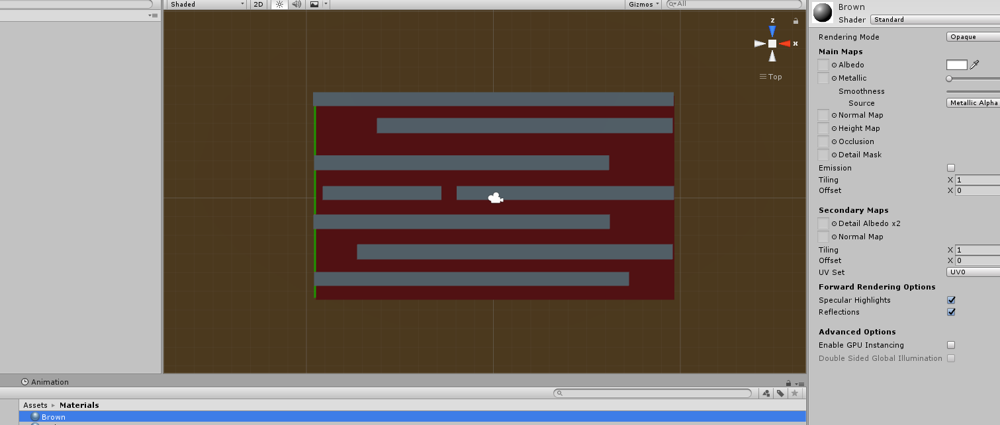 Shaded 2D Gizmos All
z
x
Top
Brown
Shader Standard
Rendering Mode Opaque
Main Maps
Albedo
Metallic
Smoothness
Source Metallic Alpha
Normal Map
Height Map
Occlusion
Detail Mask
Emission
Tiling X 1
Offset X 0
Secondary Maps
Detail Albedo x2
Normal Map
Tiling X 1
Offset X 0
UV Set UV0
Forward Rendering Options
Specular Highlights
Reflections
Advanced Options
Enable GPU Instancing
Double Sided Global Illumination
Animation
Assets Materials
Brown